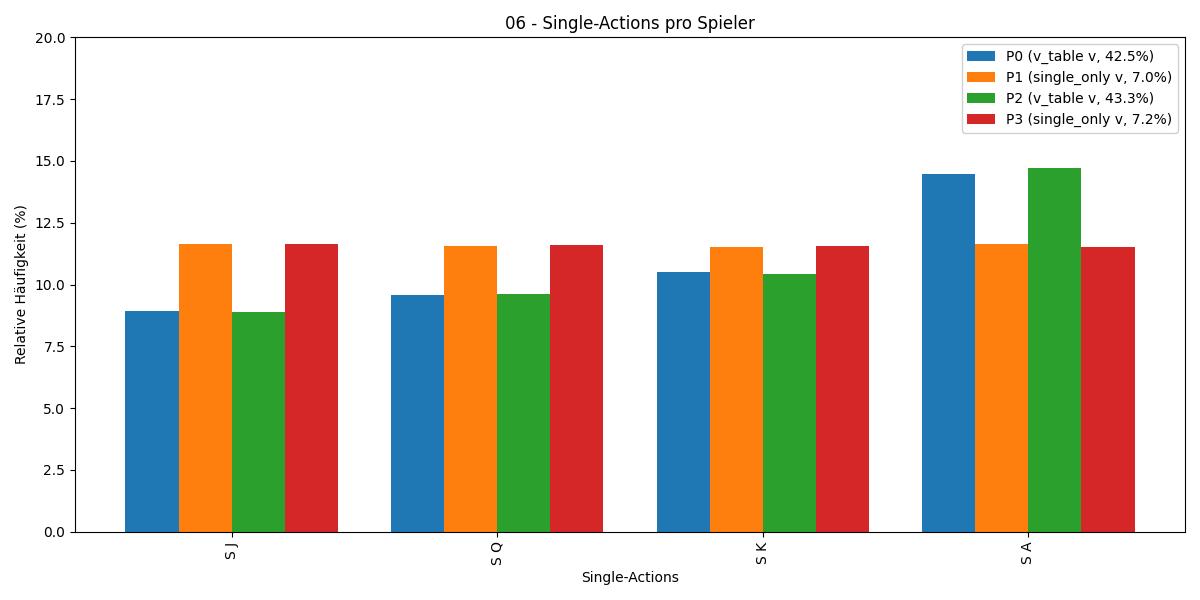 06 - Single-Actions pro Spieler
Relative Häufigkeit (%)
20.0
17.5
15.0
12.5
10.0
7.5
5.0
2.5
0.0
P0 (v_table v, 42.5%)
P1 (single_only v, 7.0%)
P2 (v_table v, 43.3%)
P3 (single_only v, 7.2%)
S J
S Q
S K
S A
Single-Actions